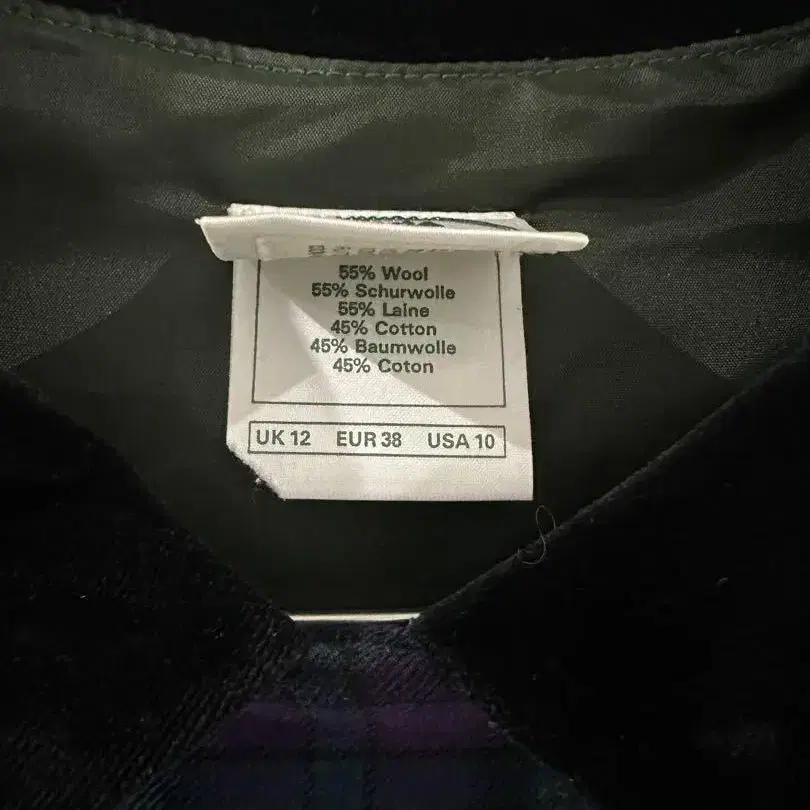 55% Wool
55% Schurwolle
55% Laine
45% Cotton
45% Baumwolle
45% Coton
UK 12 EUR 38 USA 10